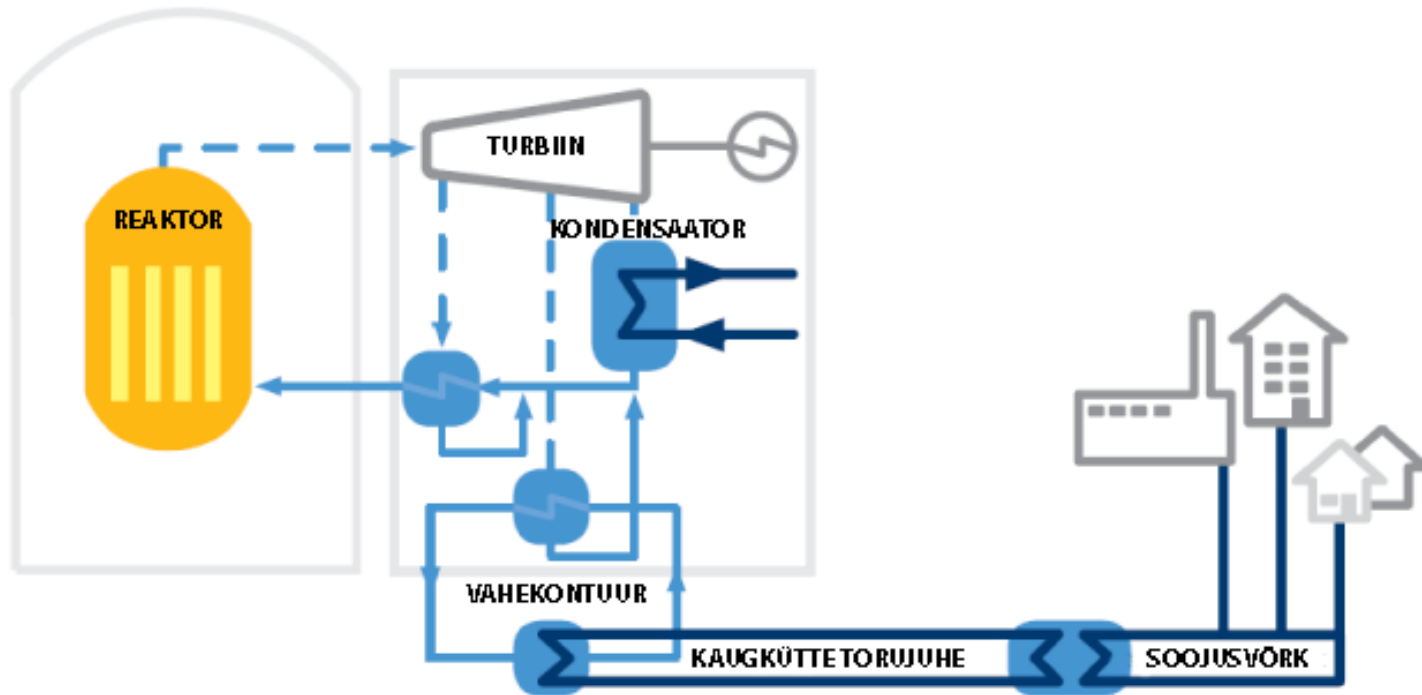 TURBIIN
REAKTOR
KONDENSAATOR
VAHEKONTUUR
KAUGKÜTTETORUJUHE
SOOJUSVÕRK